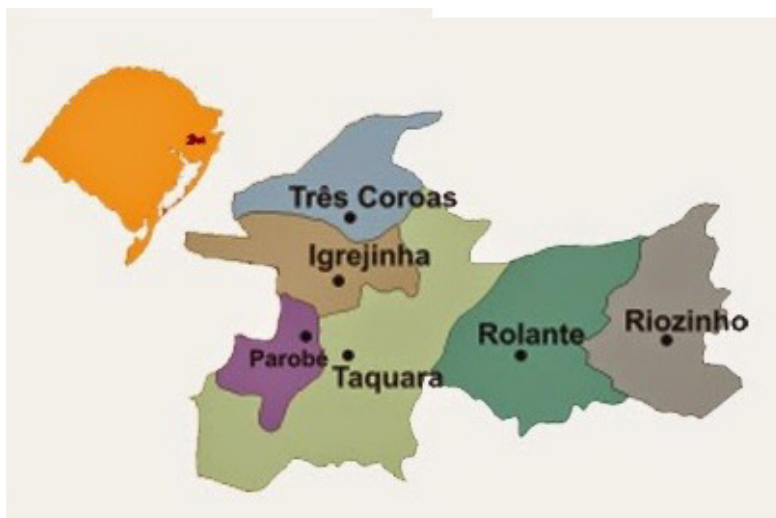 Três Coroas
Igrejinha
Riozinho
Rolante
Parobé
Taquara